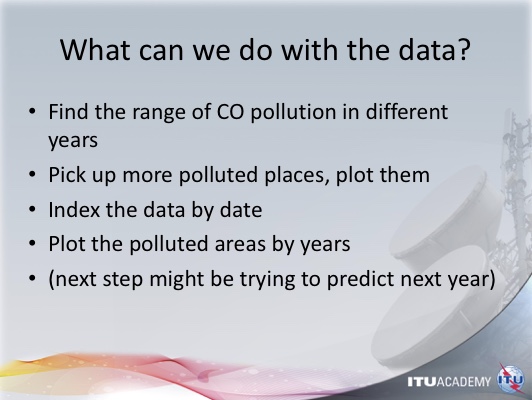 What can we do with the data?
• Find the range of CO pollution in different
years
• Pick up more polluted places, plot them
• Index the data by date
• Plot the polluted areas by years
• (next step might be trying to predict next year)
ITUACADEMY ITU